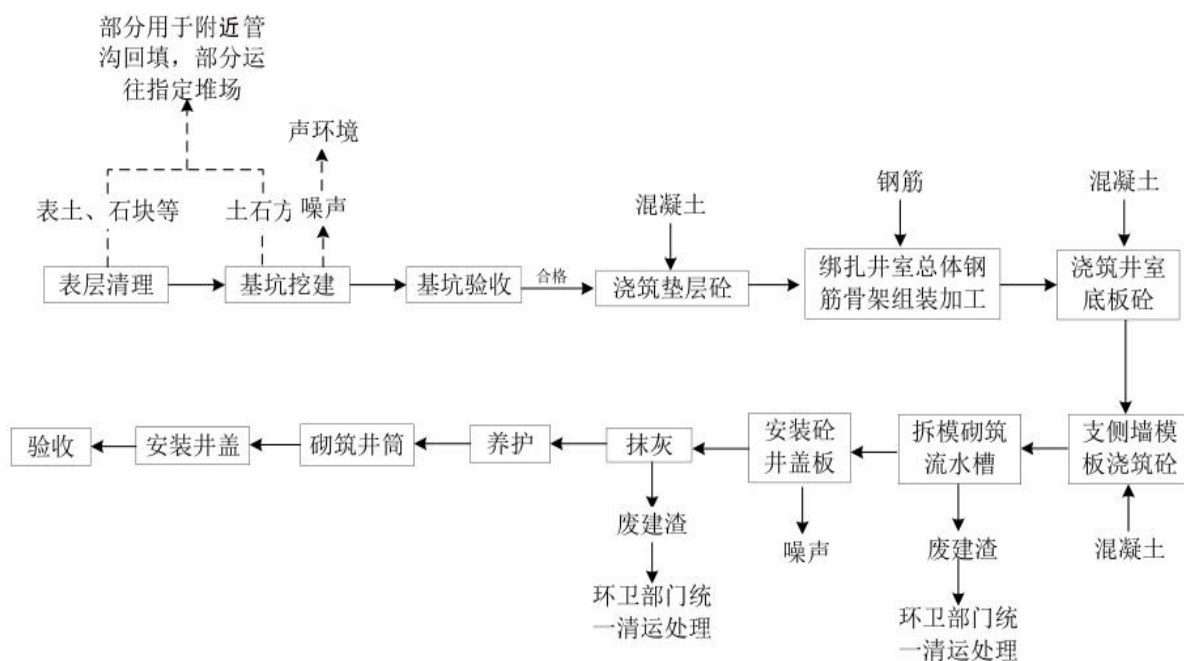 部分用于附近管
沟回填，部分运
往指定堆场
声环境
表土、石块等
土石方
噪声
混凝土
钢筋
混凝土
表层清理
基坑挖建
基坑验收
合格
浇筑垫层砼
绑扎井室总体钢
筋骨架组装加工
浇筑井室
底板砼
验收
安装井盖
砌筑井筒
养护
抹灰
安装砼
井盖板
拆模砌筑
流水槽
支侧墙模
板浇筑砼
废建渣
噪声
废建渣
混凝土
环卫部门统
一清运处理
环卫部门统
一清运处理